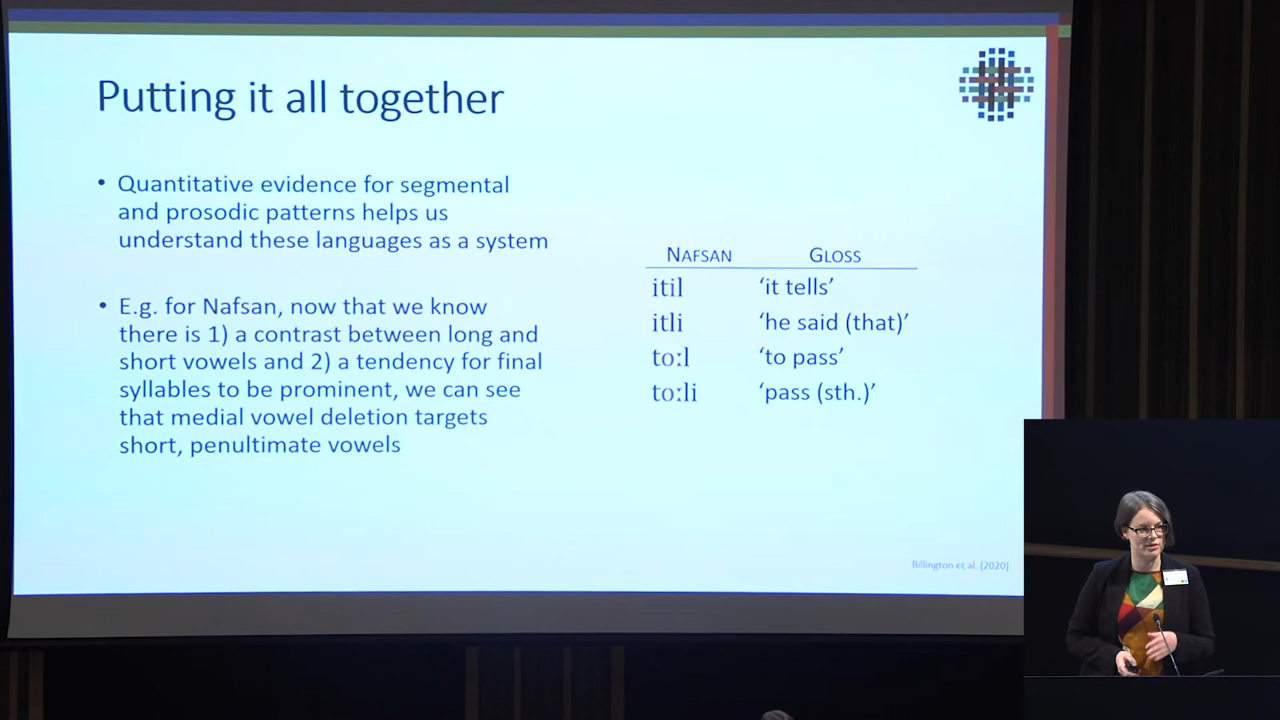 Putting it all together
• Quantitative evidence for segmental
and prosodic patterns helps us
understand these languages as a system
• E.g. for Nafsan, now that we know
there is 1) a contrast between long and
short vowels and 2) a tendency for final
syllables to be prominent, we can see
that medial vowel deletion targets
short, penultimate vowels
NAFSAN GLOSS
itil ‘it tells’
itli ‘he said (that)’
toːl ‘to pass’
toːli ‘pass (sth.)’
Billington et al. (2020)